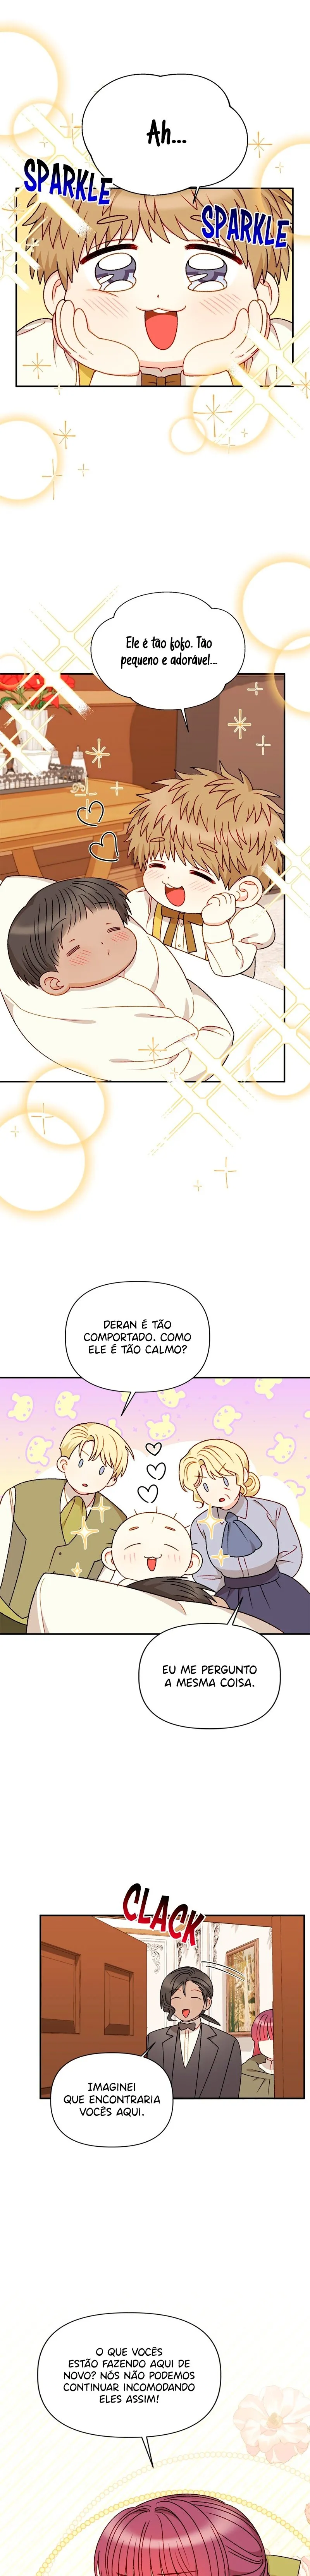 Ah...
SPARKLE
SPARKLE
Ele é tão fofo. Tão
pequeno e adorável...
DERAN É TÃO
COMPORTADO. COMO
ELE É TÃO CALMO?
EU ME PERGUNTO
A MESMA COISA.
CLACK
IMAGINEI
QUE ENCONTRARIA
VOCÊS AQUI.
O QUE VOCÊS
ESTÃO FAZENDO AQUI DE
NOVO? NÓS NÃO PODEMOS
CONTINUAR INCOMODANDO
ELES ASSIM!